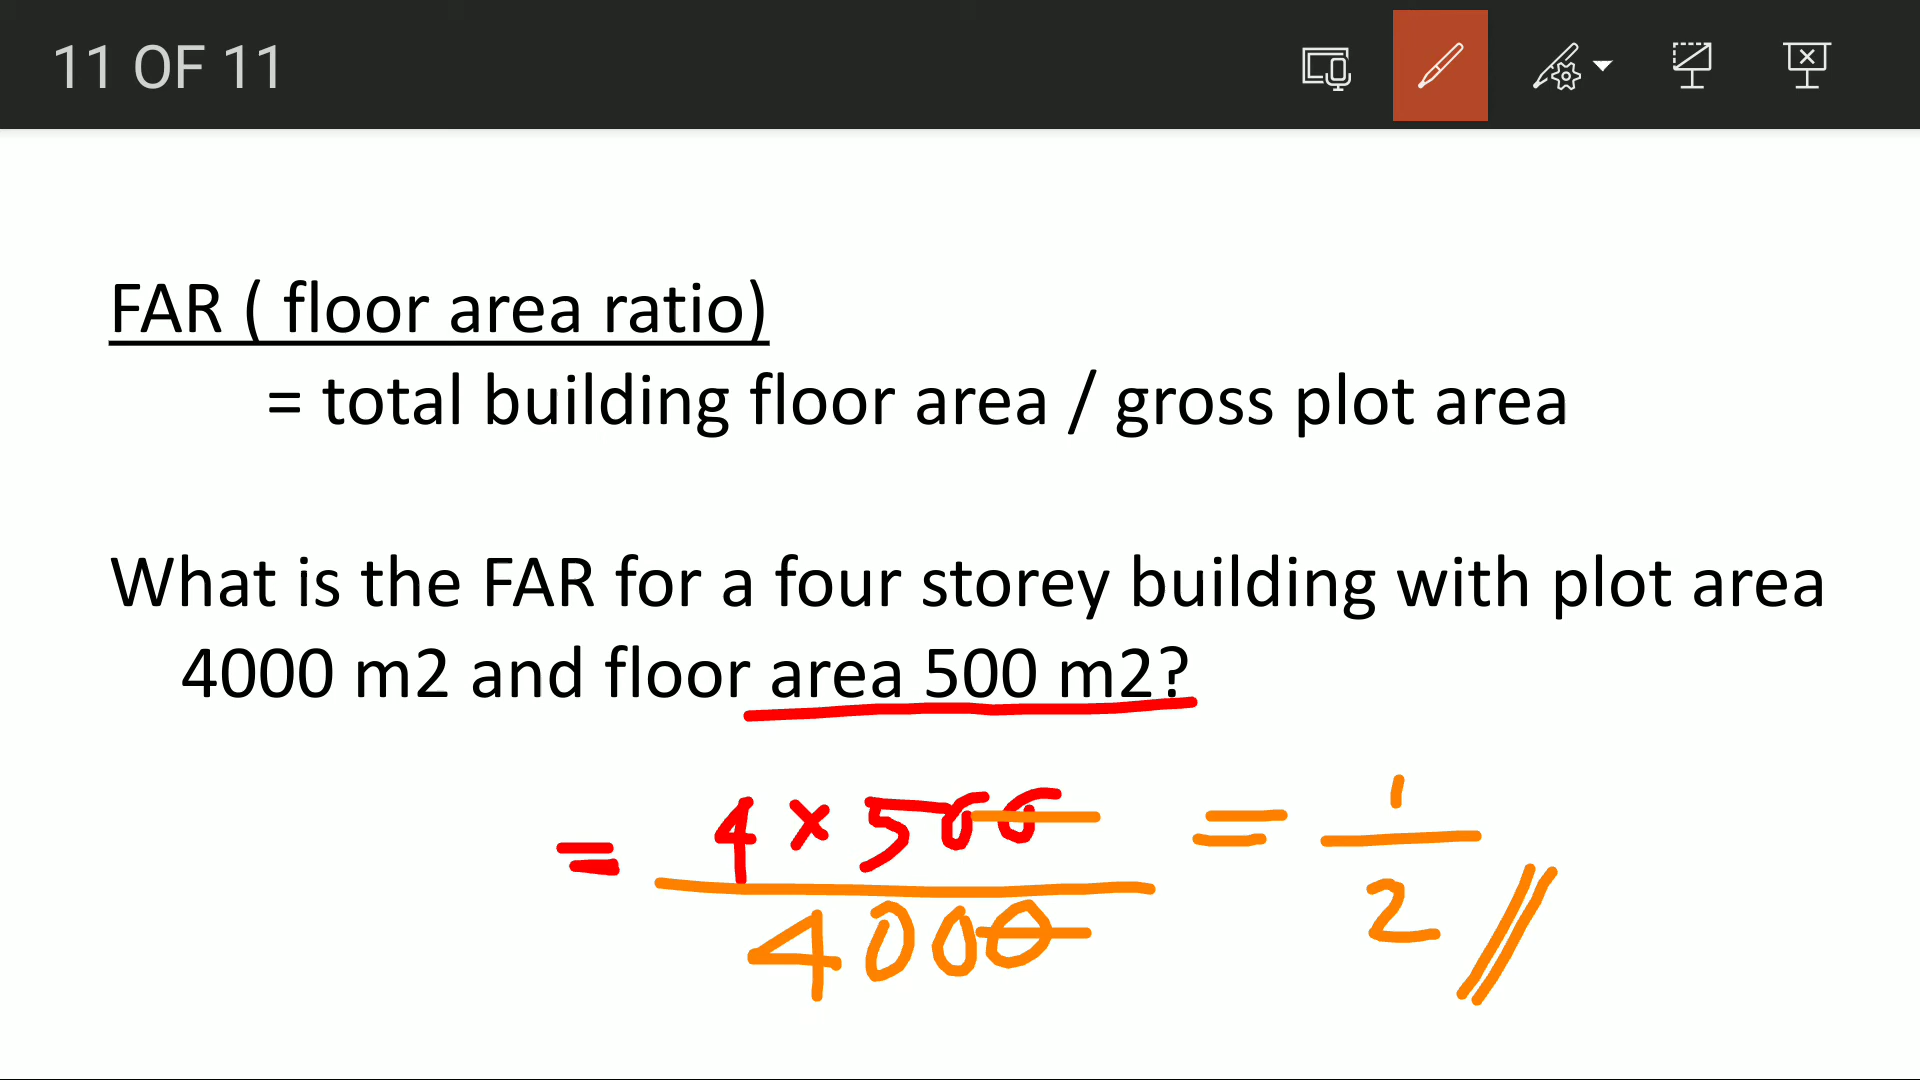 11 OF 11
FAR ( floor area ratio)
= total building floor area / gross plot area
What is the FAR for a four storey building with plot area
4000 m2 and floor area 500 m2?
= 4 × 500 = 1
4000 2